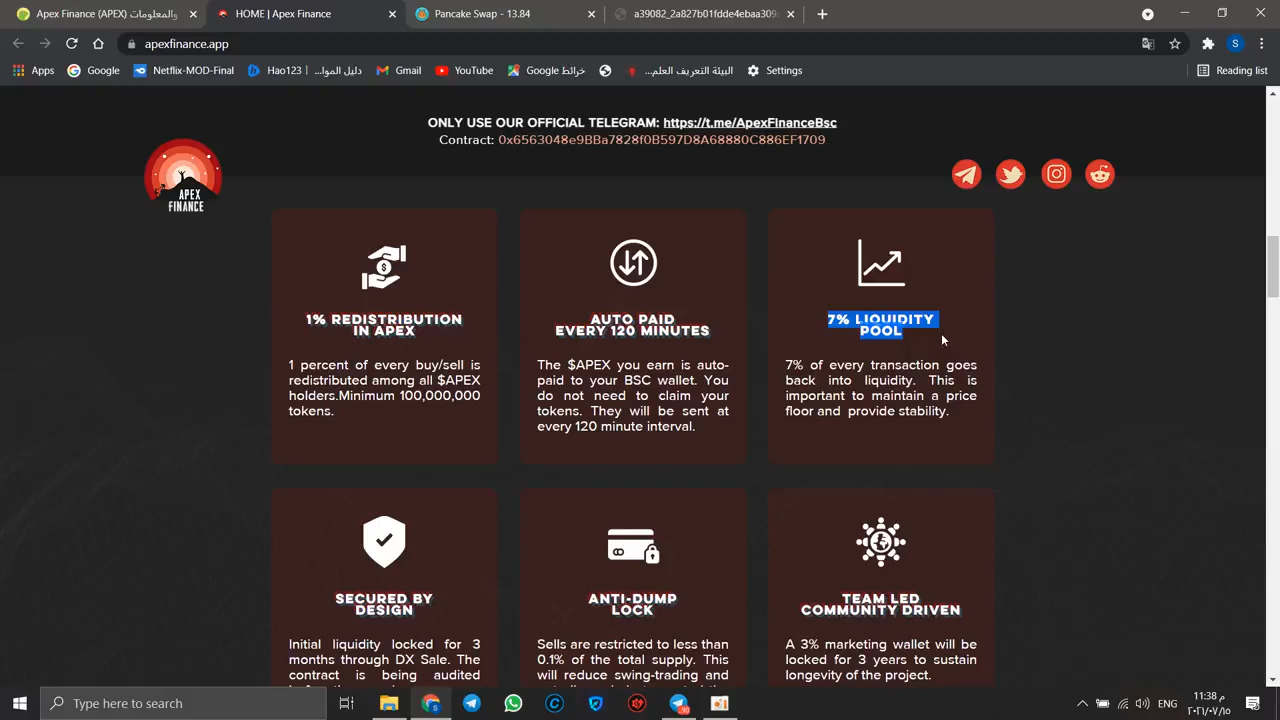 Apex Finance (APEX) والمعلومات
HOME | Apex Finance
Pancake Swap - 13.84
a39082_2a827b01fdde4ebaa309
apexfinance.app
Apps
Google
Netflix-MOD-Final
Hao123
دليل الموا...
Gmail
YouTube
خرائط Google
البيئة التعريف العلم...
Settings
Reading list
ONLY USE OUR OFFICIAL TELEGRAM: https://t.me/ApexFinanceBsc
Contract: 0x6563048e9BBa7828f0B597D8A68880C886EF1709
APEX
FINANCE
1% REDISTRIBUTION
IN APEX
1 percent of every buy/sell is
redistributed among all $APEX
holders.Minimum 100,000,000
tokens.
AUTO PAID
EVERY 120 MINUTES
The $APEX you earn is auto-
paid to your BSC wallet. You
do not need to claim your
tokens. They will be sent at
every 120 minute interval.
7% LIQUIDITY
POOL
7% of every transaction goes
back into liquidity. This is
important to maintain a price
floor and provide stability.
SECURED BY
DESIGN
Initial liquidity locked for 3
months through DX Sale. The
contract is being audited
ANTI-DUMP
LOCK
Sells are restricted to less than
0.1% of the total supply. This
will reduce swing-trading and
TEAM LED
COMMUNITY DRIVEN
A 3% marketing wallet will be
locked for 3 years to sustain
longevity of the project.
Type here to search
ENG
11:38 م
٢٠٢١/٠٧/١٥